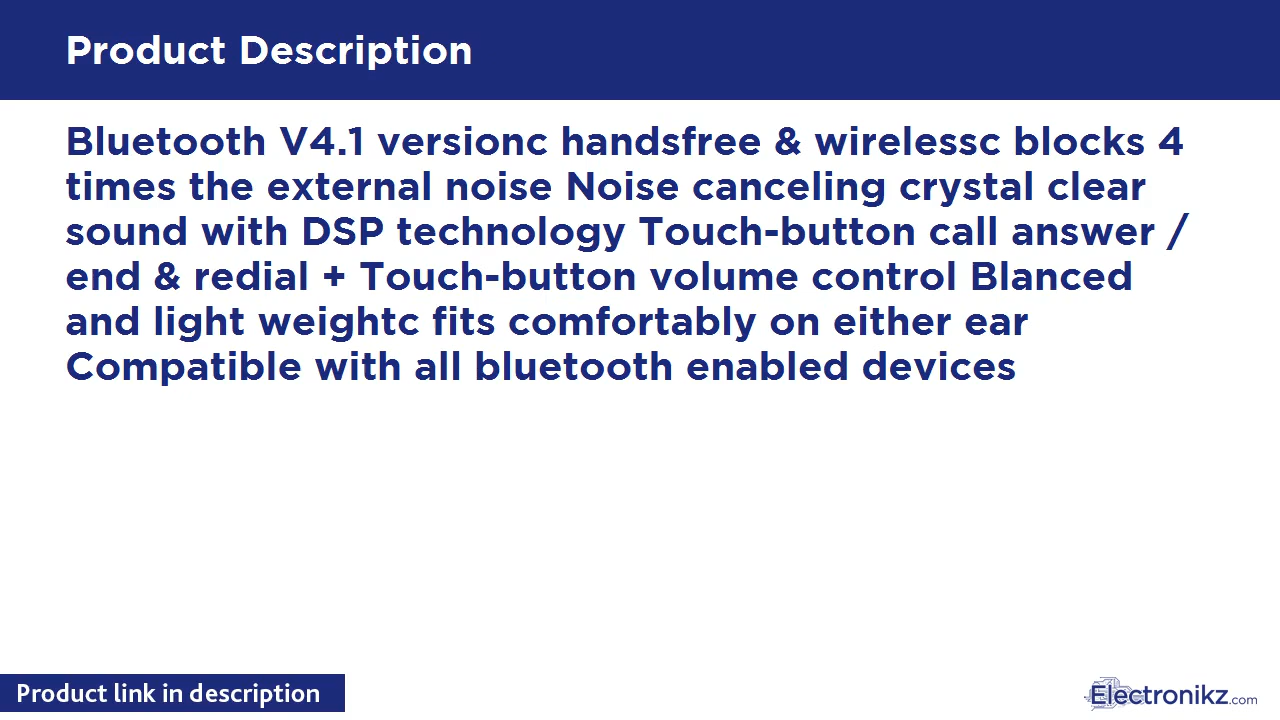 Product Description
Bluetooth V4.1 versionc handsfree & wirelessc blocks 4
times the external noise Noise canceling crystal clear
sound with DSP technology Touch-button call answer /
end & redial + Touch-button volume control Blanced
and light weightc fits comfortably on either ear
Compatible with all bluetooth enabled devices
Product link in description
Electronikz.com